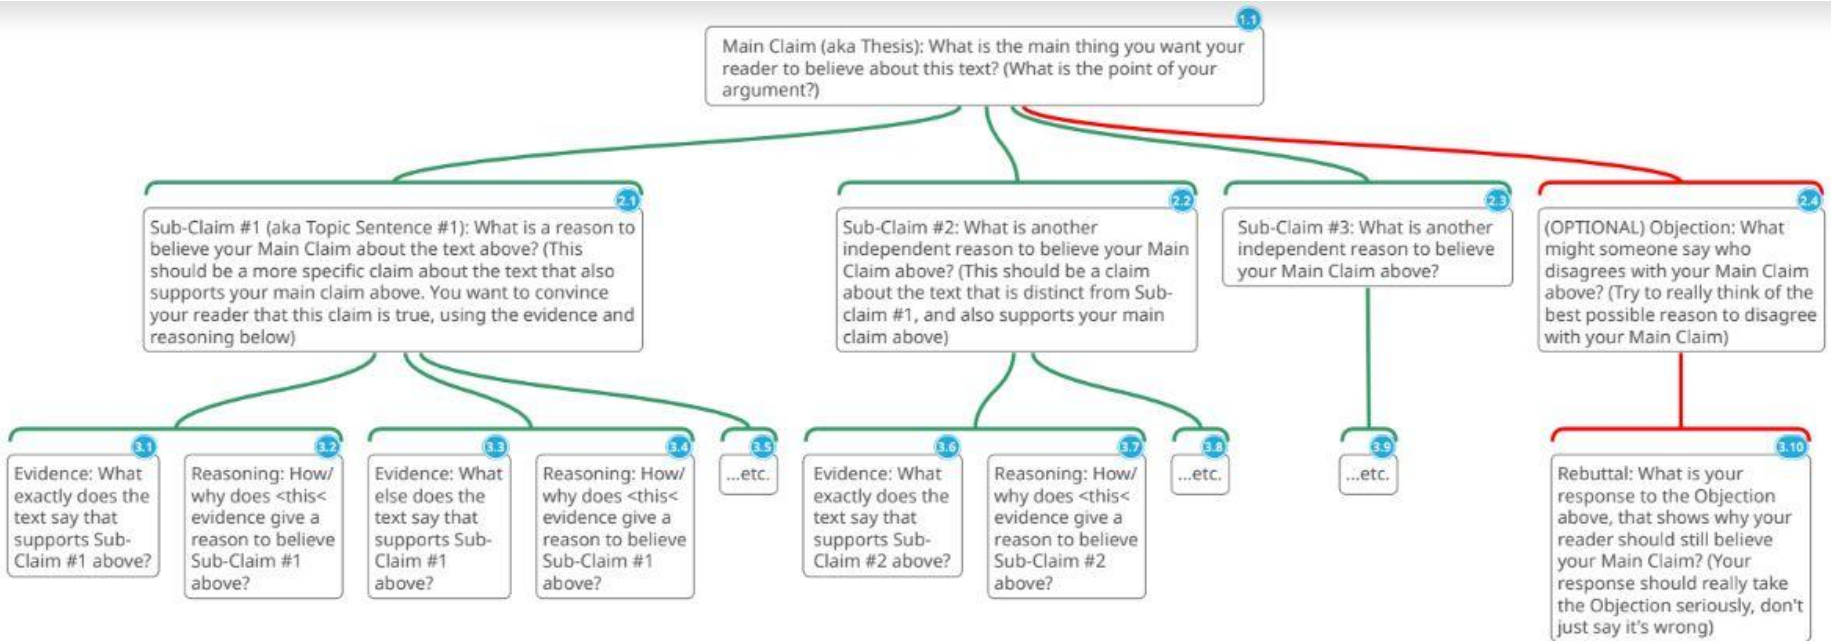 1.1
Main Claim (aka Thesis): What is the main thing you want your
reader to believe about this text? (What is the point of your
argument?)
2.1
Sub-Claim #1 (aka Topic Sentence #1): What is a reason to
believe your Main Claim about the text above? (This
should be a more specific claim about the text that also
supports your main claim above. You want to convince
your reader that this claim is true, using the evidence and
reasoning below)
2.2
Sub-Claim #2: What is another
independent reason to believe your Main
Claim above? (This should be a claim
about the text that is distinct from Sub-
claim #1, and also supports your main
claim above)
2.3
Sub-Claim #3: What is another
independent reason to believe
your Main Claim above?
2.4
(OPTIONAL) Objection: What
might someone say who
disagrees with your Main Claim
above? (Try to really think of the
best possible reason to disagree
with your Main Claim)
3.1
Evidence: What
exactly does the
text say that
supports Sub-
Claim #1 above?
3.2
Reasoning: How/
why does <this<
evidence give a
reason to believe
Sub-Claim #1
above?
3.3
Evidence: What
else does the
text say that
supports Sub-
Claim #1
above?
3.4
Reasoning: How/
why does <this<
evidence give a
reason to believe
Sub-Claim #1
above?
3.5
...etc.
3.6
Evidence: What
exactly does the
text say that
supports Sub-
Claim #2 above?
3.7
Reasoning: How/
why does <this<
evidence give a
reason to believe
Sub-Claim #2
above?
3.8
...etc.
3.9
...etc.
3.10
Rebuttal: What is your
response to the Objection
above, that shows why your
reader should still believe
your Main Claim? (Your
response should really take
the Objection seriously, don't
just say it's wrong)